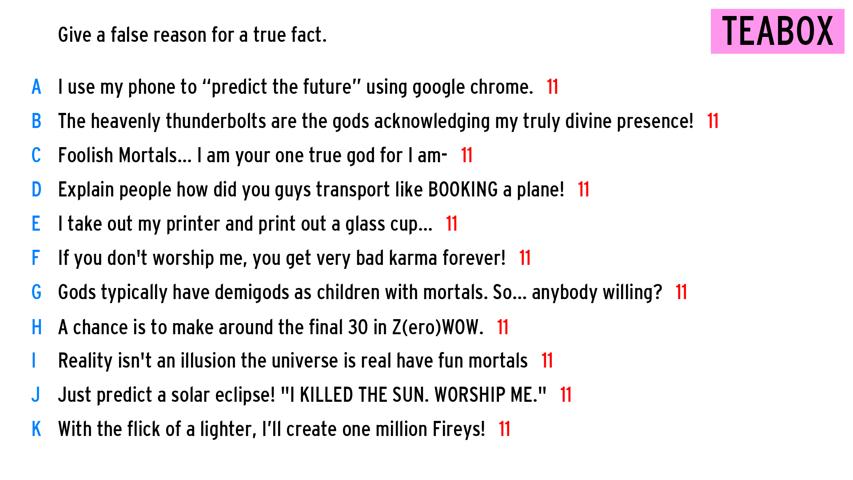 Give a false reason for a true fact.
TEABOX
A I use my phone to “predict the future” using google chrome. 11
B The heavenly thunderbolts are the gods acknowledging my truly divine presence! 11
C Foolish Mortals... I am your one true god for I am- 11
D Explain people how did you guys transport like BOOKING a plane! 11
E I take out my printer and print out a glass cup... 11
F If you don't worship me, you get very bad karma forever! 11
G Gods typically have demigods as children with mortals. So... anybody willing? 11
H A chance is to make around the final 30 in Z(ero)WOW. 11
I Reality isn't an illusion the universe is real have fun mortals 11
J Just predict a solar eclipse! "I KILLED THE SUN. WORSHIP ME." 11
K With the flick of a lighter, I’ll create one million Fireys! 11